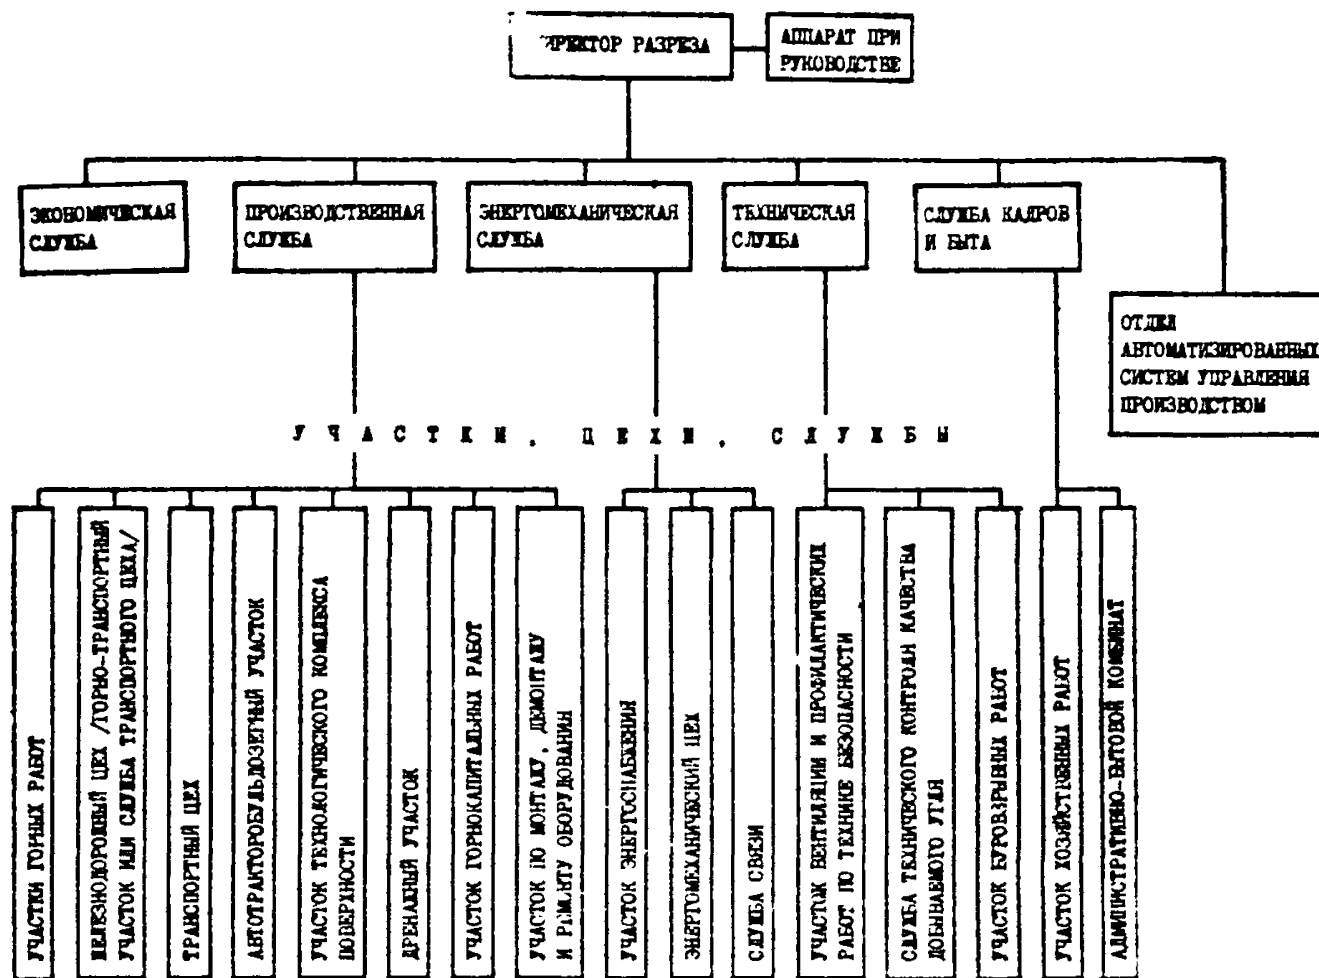 ДИРЕКТОР РАЗРЕЗА
АППАРАТ ПРИ
РУКОВОДСТВЕ
ЭКОНОМИЧЕСКАЯ
СЛУЖБА
ПРОИЗВОДСТВЕННАЯ
СЛУЖБА
ЭНЕРГОМЕХАНИЧЕСКАЯ
СЛУЖБА
ТЕХНИЧЕСКАЯ
СЛУЖБА
СЛУЖБА КАДРОВ
И БЫТА
ОТДЕЛ
АВТОМАТИЗИРОВАННЫХ
СИСТЕМ УПРАВЛЕНИЯ
ПРОИЗВОДСТВОМ
УЧАСТКИ, ЦЕХИ, СЛУЖБЫ
УЧАСТКИ ГОРНЫХ РАБОТ
ЖЕЛЕЗНОДОРОЖНЫЙ ЦЕХ /ГОРНО-ТРАНСПОРТНЫЙ
УЧАСТОК ИЛИ СЛУЖБА ТРАНСПОРТНОГО ЦЕХА/
ТРАНСПОРТНЫЙ ЦЕХ
АВТОТРАКТОРОБУЛЬДОЗЕРНЫЙ УЧАСТОК
УЧАСТОК ТЕХНОЛОГИЧЕСКОГО КОМПЛЕКСА
ПОВЕРХНОСТИ
ДРЕНАЖНЫЙ УЧАСТОК
УЧАСТОК ГОРНОКАПИТАЛЬНЫХ РАБОТ
УЧАСТОК ПО МОНТАЖУ, ДЕМОНТАЖУ
И РЕМОНТУ ОБОРУДОВАНИЯ
УЧАСТОК ЭНЕРГОСНАБЖЕНИЯ
ЭНЕРГОМЕХАНИЧЕСКИЙ ЦЕХ
СЛУЖБА СВЯЗИ
УЧАСТОК ВЕНТИЛЯЦИИ И ПРОФИЛАКТИЧЕСКИХ
РАБОТ ПО ТЕХНИКЕ БЕЗОПАСНОСТИ
СЛУЖБА ТЕХНИЧЕСКОГО КОНТРОЛЯ КАЧЕСТВА
ДОБЫВАЕМОГО УГЛЯ
УЧАСТОК БУРОВЗРЫВНЫХ РАБОТ
УЧАСТОК ХОЗЯЙСТВЕННЫХ РАБОТ
АДМИНИСТРАТИВНО-БЫТОВОЙ КОМБИНАТ